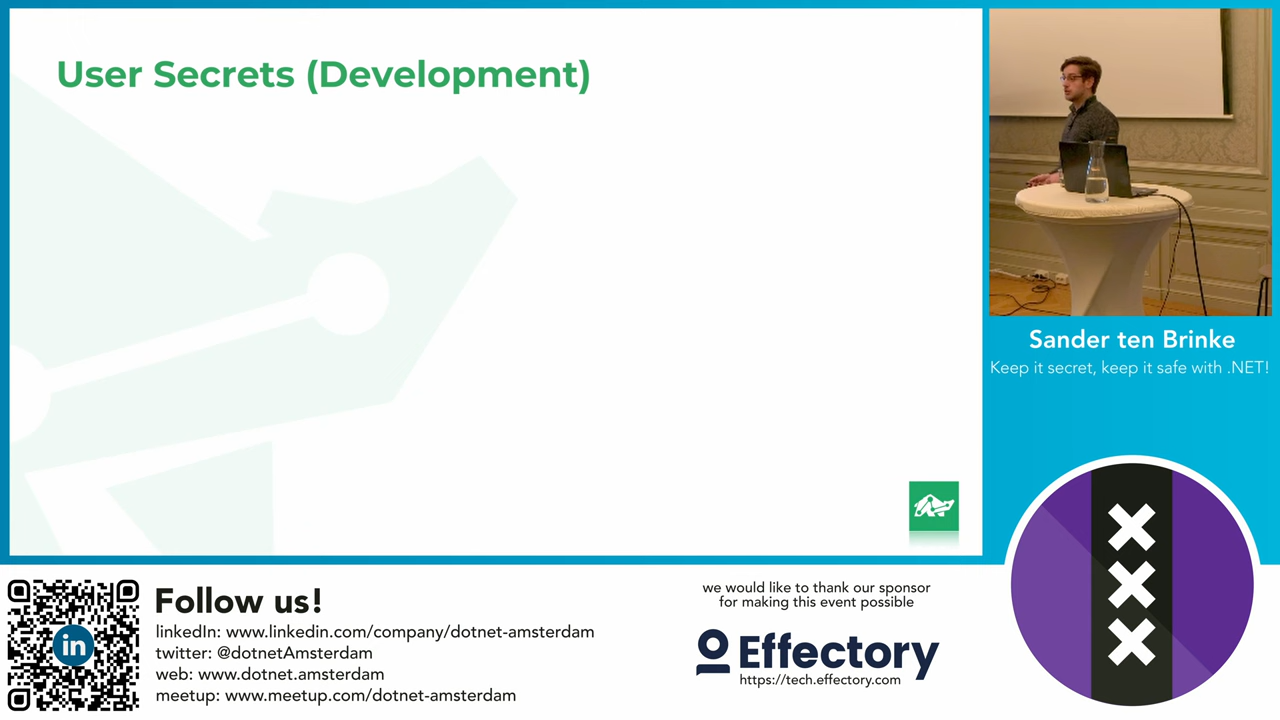 User Secrets (Development)
Sander ten Brinke
Keep it secret, keep it safe with .NET!
Follow us!
linkedIn: www.linkedin.com/company/dotnet-amsterdam
twitter: @dotnetAmsterdam
web: www.dotnet.amsterdam
meetup: www.meetup.com/dotnet-amsterdam
in
we would like to thank our sponsor
for making this event possible
Effectory
https://tech.effectory.com